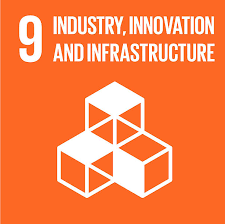 9 INDUSTRY, INNOVATION
AND INFRASTRUCTURE